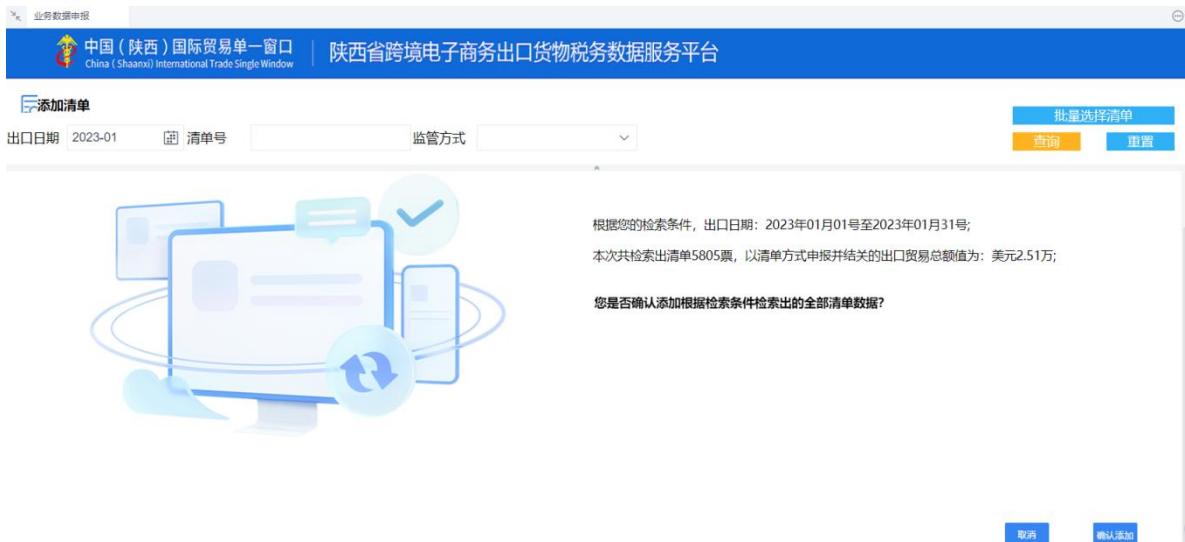 业务数据申报
中国（陕西）国际贸易单一窗口
China ( Shaanxi) International Trade Single Window
陕西省跨境电子商务出口货物税务数据服务平台
添加清单
批量选择清单
出口日期 2023-01 清单号 监管方式 查询 重置
根据您的检索条件，出口日期：2023年01月01号至2023年01月31号;
本次共检索出清单5805票，以清单方式申报并结关的出口贸易总额值为：美元2.51万;
您是否确认添加根据检索条件检索出的全部清单数据？
取消 确认添加